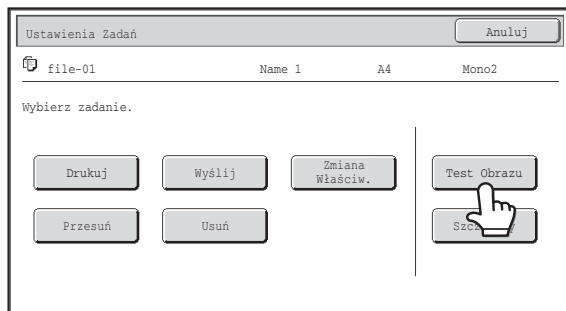 Ustawienia Zadań
Anuluj
file-01 Name 1 A4 Mono2
Wybierz zadanie.
Drukuj Wyślij Zmiana Właściw. Test Obrazu
Przesuń Usuń